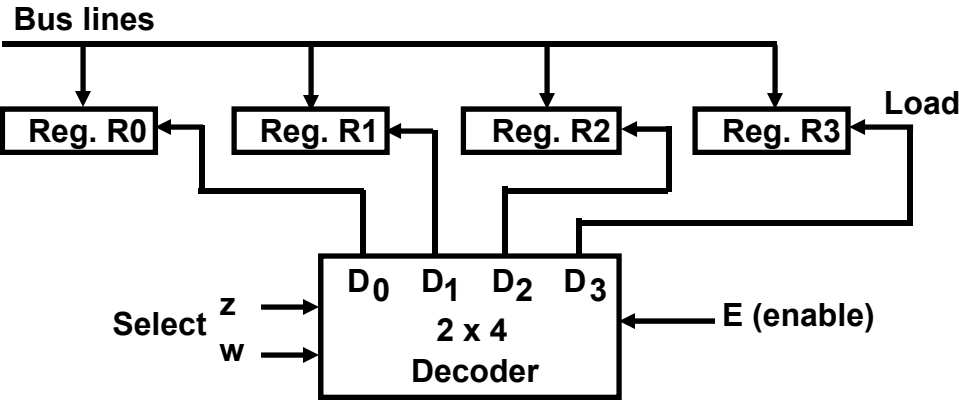 Bus lines
Load
Reg. R0 Reg. R1 Reg. R2 Reg. R3
D0 D1 D2 D3
z
Select
w
2 x 4
Decoder
E (enable)